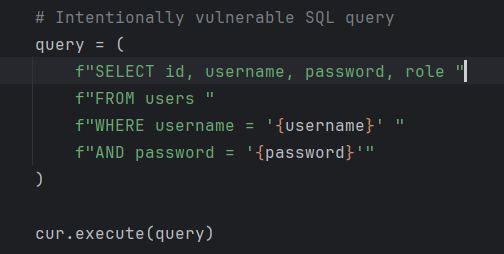 # Intentionally vulnerable SQL query
query = (
    f"SELECT id, username, password, role "
    f"FROM users "
    f"WHERE username = '{username}' "
    f"AND password = '{password}'"
)

cur.execute(query)